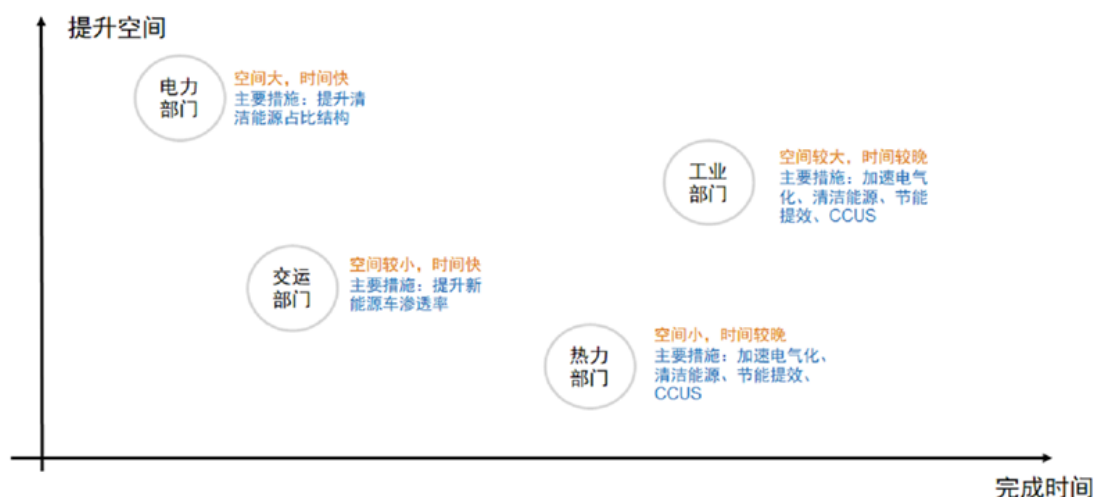 提升空间
电力
部门
空间大，时间快
主要措施：提升清
洁能源占比结构
工业
部门
空间较大，时间较晚
主要措施：加速电气
化、清洁能源、节能
提效、CCUS
交运
部门
空间较小，时间快
主要措施：提升新
能源车渗透率
热力
部门
空间小，时间较晚
主要措施：加速电气化、
清洁能源、节能提效、
CCUS
完成时间